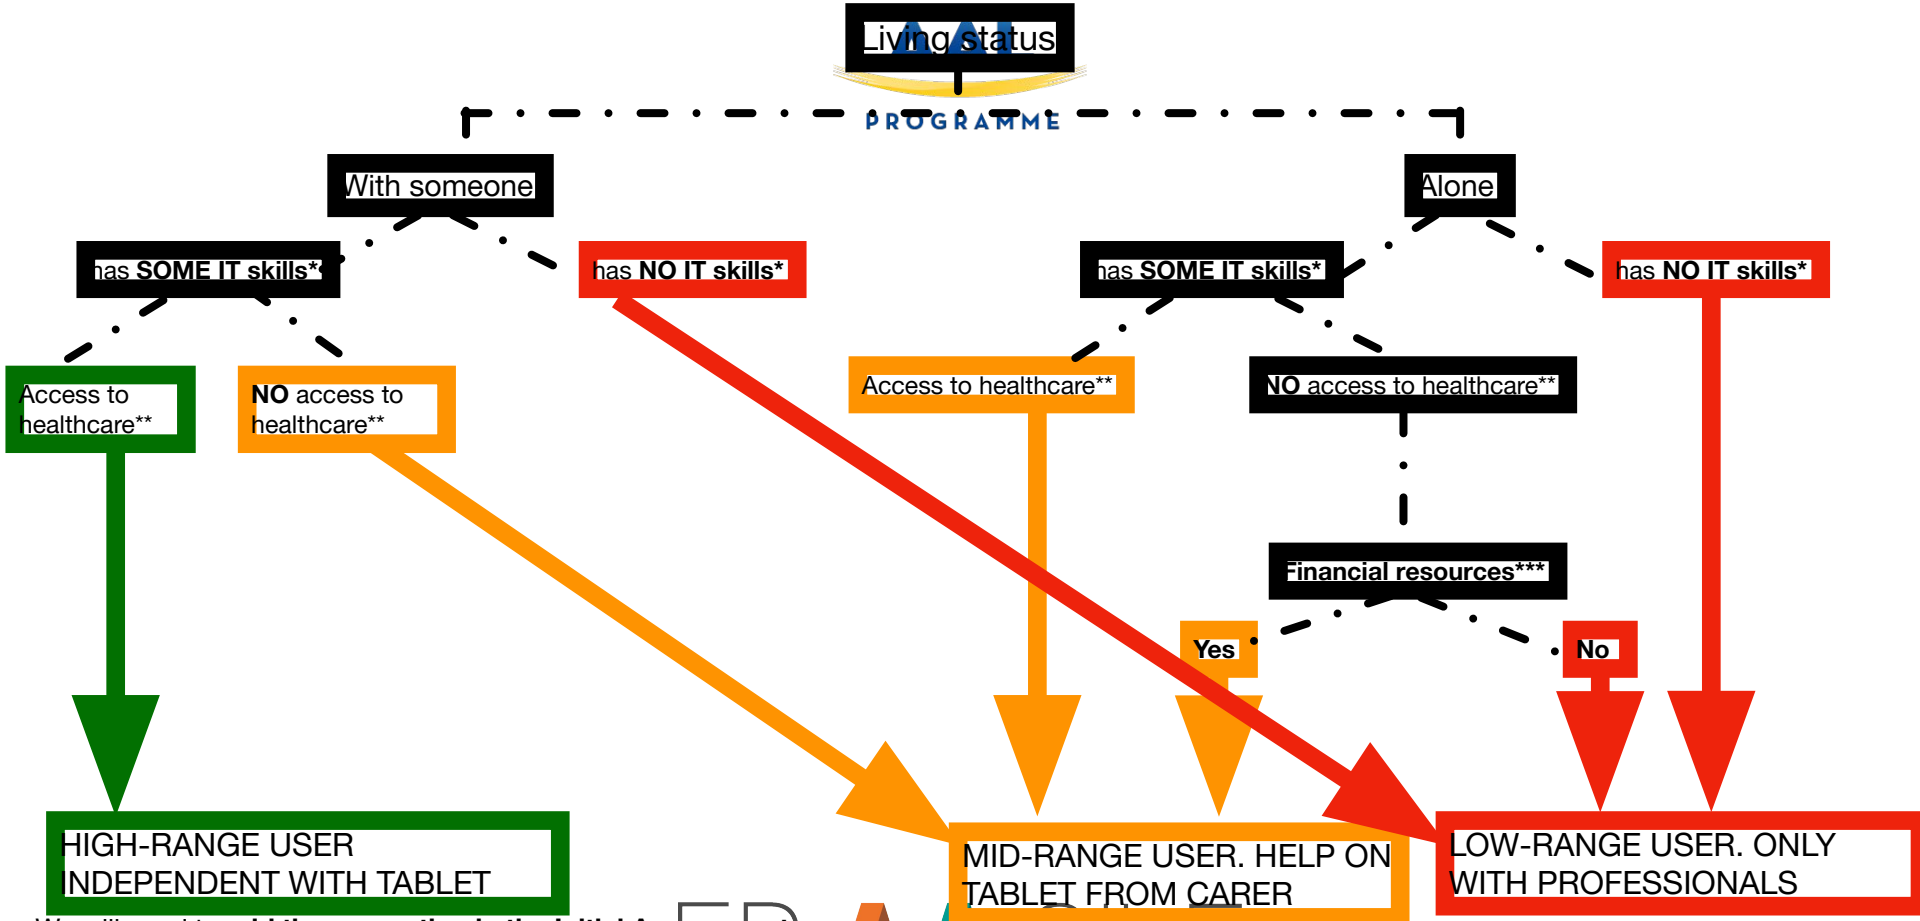 Living status
PROGRAMME
With someone
Alone
has SOME IT skills*
has NO IT skills*
has SOME IT skills*
has NO IT skills*
Access to
healthcare**
NO access to
healthcare**
Access to healthcare**
NO access to healthcare**
Financial resources***
Yes
No
HIGH-RANGE USER
INDEPENDENT WITH TABLET
MID-RANGE USER. HELP ON
TABLET FROM CARER
LOW-RANGE USER. ONLY
WITH PROFESSIONALS